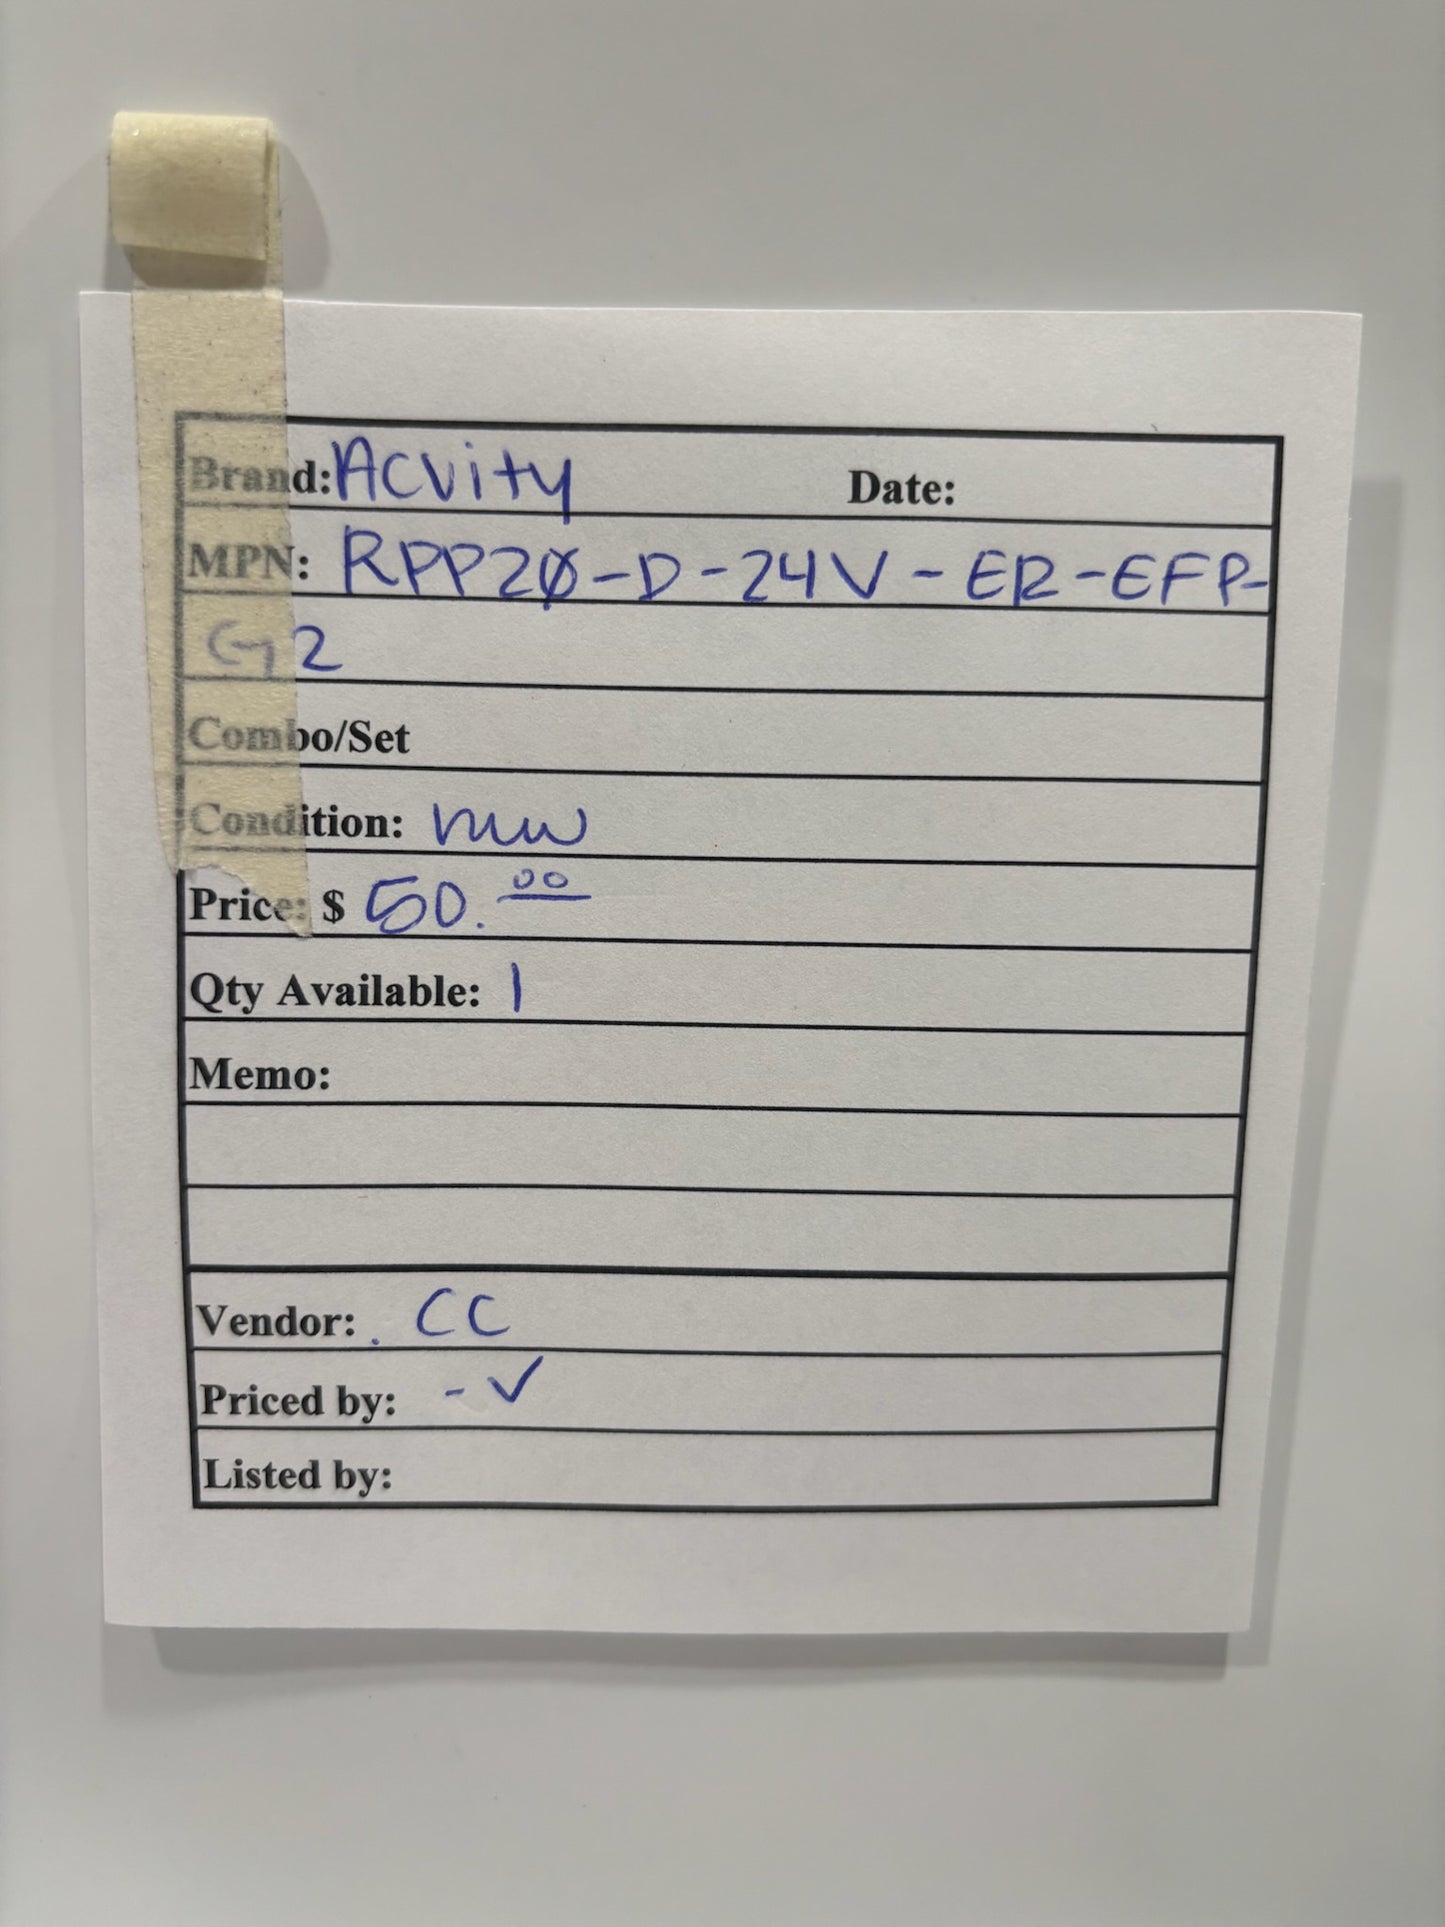 Brand: Acvity Date:
MPN: RPP20-D-24V-ER-EFP-
G2
Combo/Set
Condition: new
Price: $ 50.00
Qty Available: 1
Memo:
Vendor: CC
Priced by: - ✓
Listed by: